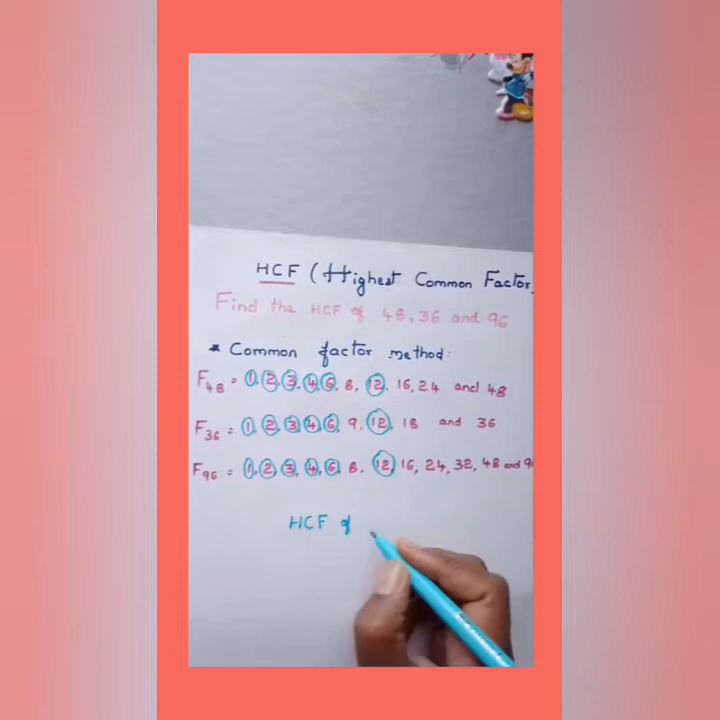 HCF (Highest Common Factor)
Find the HCF of 48, 36 and 96
* Common factor method:
F48 = 1, 2, 3, 4, 6, 8, 12, 16, 24 and 48
F36 = 1, 2, 3, 4, 6, 9, 12, 18 and 36
F96 = 1, 2, 3, 4, 6, 8, 12, 16, 24, 32, 48 and 9
HCF of